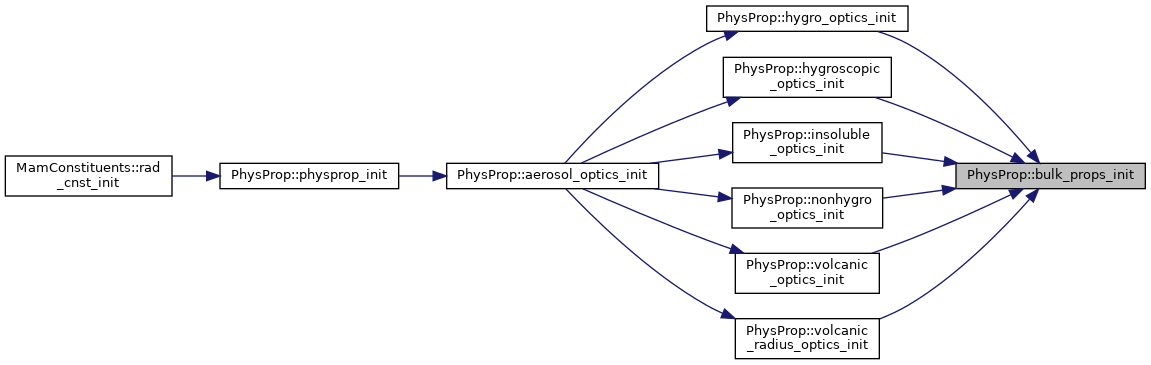 PhysProp::hygro_optics_init
PhysProp::hygroscopic
_optics_init
PhysProp::insoluble
_optics_init
MamConstituents::rad
_cnst_init
PhysProp::physprop_init
PhysProp::aerosol_optics_init
PhysProp::bulk_props_init
PhysProp::nonhygro
_optics_init
PhysProp::volcanic
_optics_init
PhysProp::volcanic
_radius_optics_init